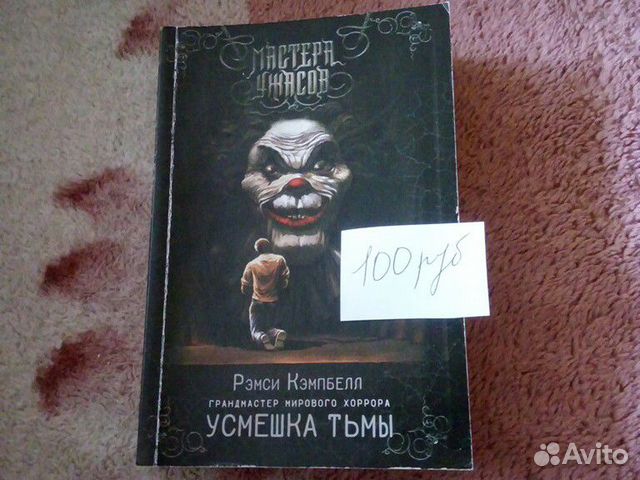 МАСТЕРА
УЖАСОВ
100 руб
Рэмси Кэмпбелл
ГРАНДМАСТЕР МИРОВОГО ХОРРОРА
УСМЕШКА ТЬМЫ
Avito